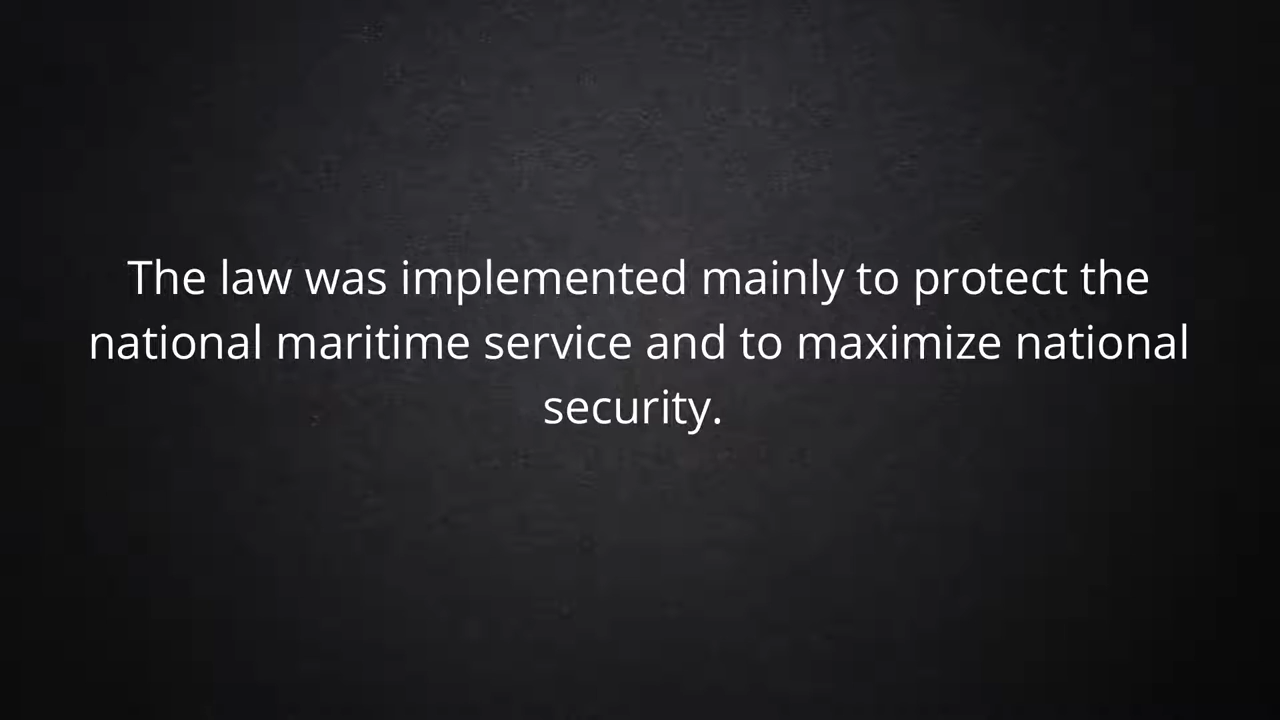 The law was implemented mainly to protect the
national maritime service and to maximize national
security.